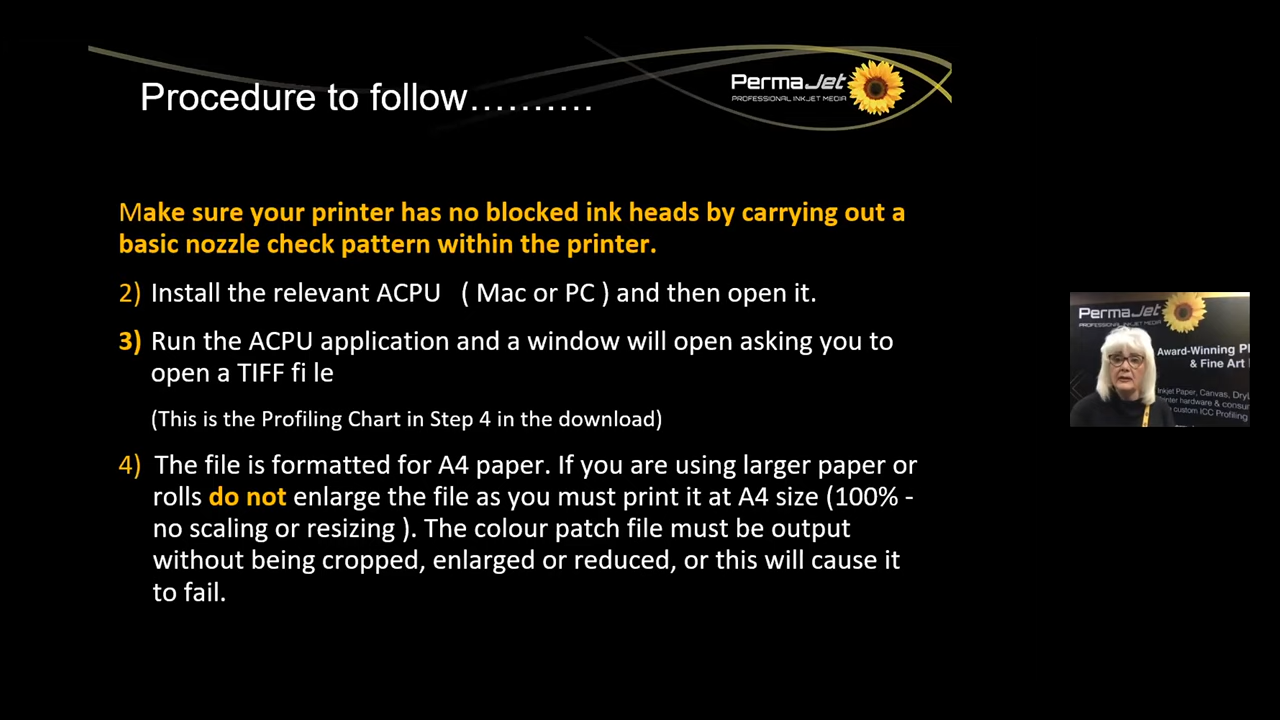 Procedure to follow..........
PermaJet
PROFESSIONAL INKJET MEDIA
Make sure your printer has no blocked ink heads by carrying out a
basic nozzle check pattern within the printer.
2) Install the relevant ACPU ( Mac or PC ) and then open it.
3) Run the ACPU application and a window will open asking you to
open a TIFF fi le
(This is the Profiling Chart in Step 4 in the download)
4) The file is formatted for A4 paper. If you are using larger paper or
rolls do not enlarge the file as you must print it at A4 size (100% -
no scaling or resizing ). The colour patch file must be output
without being cropped, enlarged or reduced, or this will cause it
to fail.
PermaJet
PROFESSIONAL INKJET MEDIA
Award-Winning
& Fine Art
Inkjet Paper, Canvas,
hardware &
custom ICC Profiling